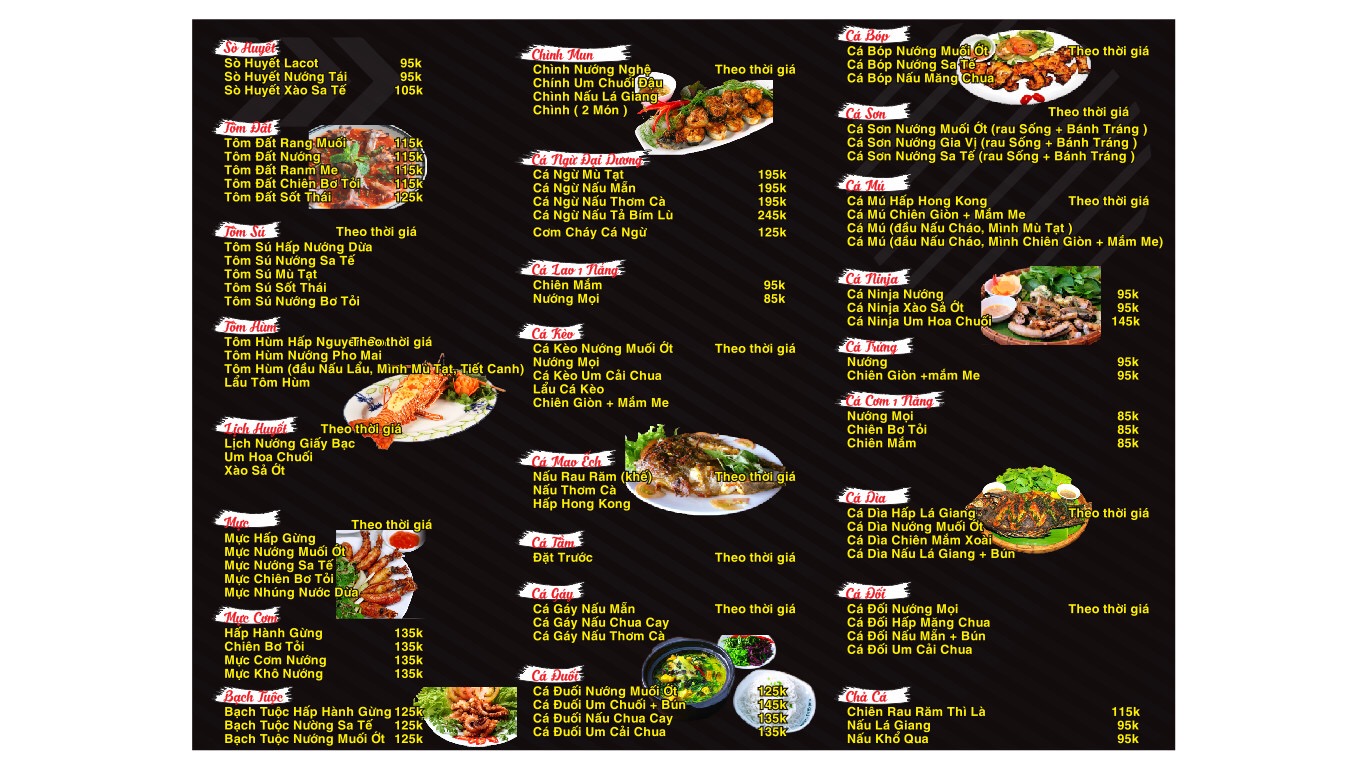 Sò Huyết
Sò Huyết Lacot 95k
Sò Huyết Nướng Tái 95k
Sò Huyết Xào Sa Tế 105k
Tôm Đất
Tôm Đất Rang Muối 115k
Tôm Đất Nướng 115k
Tôm Đất Ranm Me 115k
Tôm Đất Chiên Bơ Tỏi 115k
Tôm Đất Sốt Thái 125k
Tôm Sú Theo thời giá
Tôm Sú Hấp Nướng Dừa
Tôm Sú Nướng Sa Tế
Tôm Sú Mù Tạt
Tôm Sú Sốt Thái
Tôm Sú Nướng Bơ Tỏi
Tôm Hùm
Tôm Hùm Hấp Theo thời giá
Tôm Hùm Nướng Pho Mai
Tôm Hùm (đầu Nấu Lẩu, Mình Mù Tạt, Tiết Canh)
Lẩu Tôm Hùm
Lịch Huyết Theo thời giá
Lịch Nướng Giấy Bạc
Um Hoa Chuối
Xào Sả Ớt
Mực Theo thời giá
Mực Hấp Gừng
Mực Nướng Muối Ớt
Mực Nướng Sa Tế
Mực Chiên Bơ Tỏi
Mực Nhúng Nước Dừa
Mực Cơm
Hấp Hành Gừng 135k
Chiên Bơ Tỏi 135k
Mực Cơm Nướng 135k
Mực Khô Nướng 135k
Bạch Tuộc
Bạch Tuộc Hấp Hành Gừng 125k
Bạch Tuộc Nường Sa Tế 125k
Bạch Tuộc Nướng Muối Ớt 125k
Chình Mun
Chình Nướng Nghệ Theo thời giá
Chính Um Chuối Đậu
Chình Nấu Lá Giang
Chình ( 2 Món )
Cá Ngừ Đại Dương
Cá Ngừ Mù Tạt 195k
Cá Ngừ Nấu Mẵn 195k
Cá Ngừ Nấu Thơm Cà 195k
Cá Ngừ Nấu Tả Bím Lù 245k
Cơm Cháy Cá Ngừ 125k
Cá Lao 1 Nắng
Chiên Mắm 95k
Nướng Mọi 85k
Cá Kèo
Cá Kèo Nướng Muối Ớt Theo thời giá
Nướng Mọi
Cá Kèo Um Cải Chua
Lẩu Cá Kèo
Chiên Giòn + Mắm Me
Cá Mao Ếch
Nấu Rau Răm (khế) Theo thời giá
Nấu Thơm Cà
Hấp Hong Kong
Cá Tầm
Đặt Trước Theo thời giá
Cá Gáy
Cá Gáy Nấu Mẵn Theo thời giá
Cá Gáy Nấu Chua Cay
Cá Gáy Nấu Thơm Cà
Cá Đuối
Cá Đuối Nướng Muối Ớt 125k
Cá Đuối Um Chuối + Bún 145k
Cá Đuối Nấu Chua Cay 135k
Cá Đuối Um Cải Chua 135k
Cá Bóp
Cá Bóp Nướng Muối Ớt Theo thời giá
Cá Bóp Nướng Sa Tế
Cá Bóp Nấu Măng Chua
Cá Sơn Theo thời giá
Cá Sơn Nướng Muối Ớt (rau Sống + Bánh Tráng )
Cá Sơn Nướng Gia Vị (rau Sống + Bánh Tráng )
Cá Sơn Nướng Sa Tế (rau Sống + Bánh Tráng )
Cá Mú
Cá Mú Hấp Hong Kong Theo thời giá
Cá Mú Chiên Giòn + Mắm Me
Cá Mú (đầu Nấu Cháo, Mình Mù Tạt )
Cá Mú (đầu Nấu Cháo, Mình Chiên Giòn + Mắm Me)
Cá Ninja
Cá Ninja Nướng 95k
Cá Ninja Xào Sả Ớt 95k
Cá Ninja Um Hoa Chuối 145k
Cá Trứng
Nướng 95k
Chiên Giòn +mắm Me 95k
Cá Cơm 1 Nắng
Nướng Mọi 85k
Chiên Bơ Tỏi 85k
Chiên Mắm 85k
Cá Dìa
Cá Dìa Hấp Lá Giang Theo thời giá
Cá Dìa Nướng Muối Ớt
Cá Dìa Chiên Mắm Xoài
Cá Dìa Nấu Lá Giang + Bún
Cá Đối
Cá Đối Nướng Mọi Theo thời giá
Cá Đối Hấp Măng Chua
Cá Đối Nấu Mẵn + Bún
Cá Đối Um Cải Chua
Chả Cá
Chiên Rau Răm Thì Là 115k
Nấu Lá Giang 95k
Nấu Khổ Qua 95k